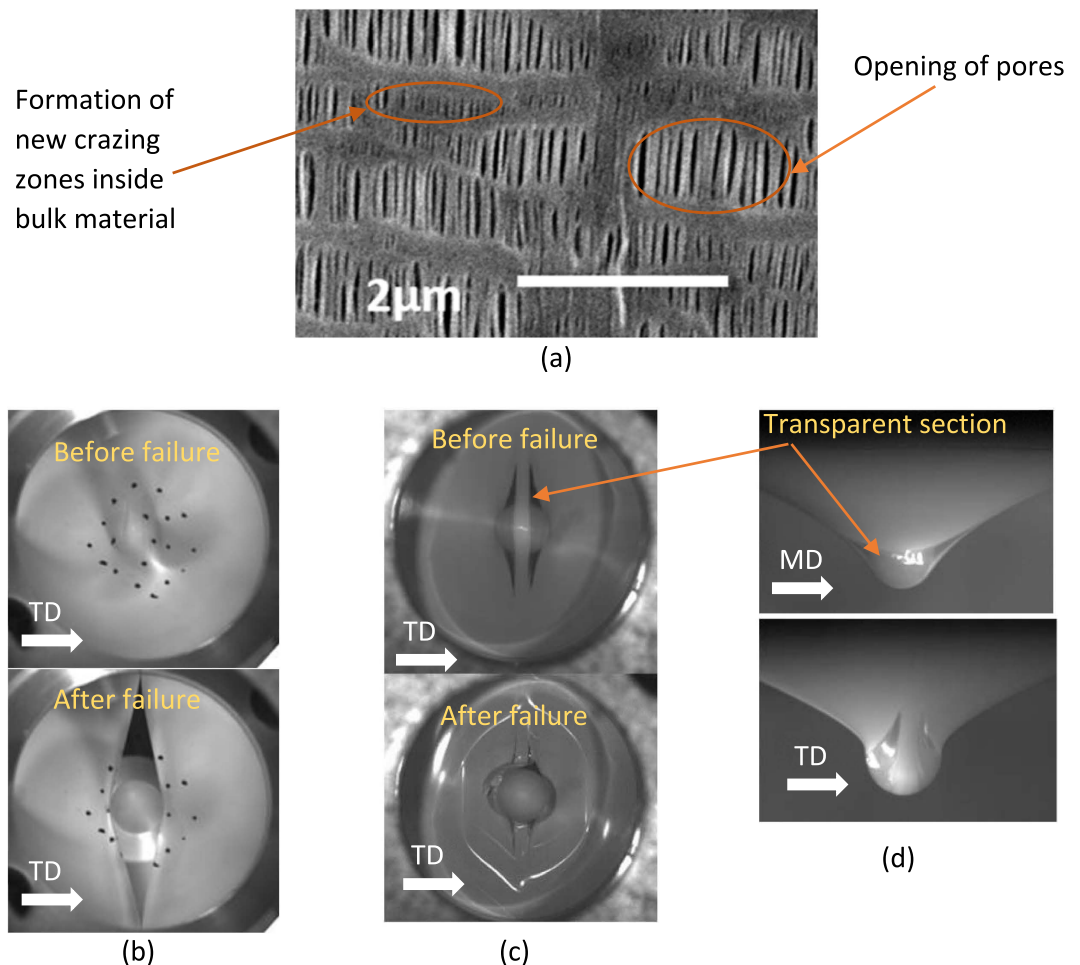 Opening of pores
Formation of
new crazing
zones inside
bulk material
2μm
(a)
Before failure
TD
After failure
TD
(b)
Before failure
TD
After failure
TD
(c)
Transparent section
MD
TD
(d)